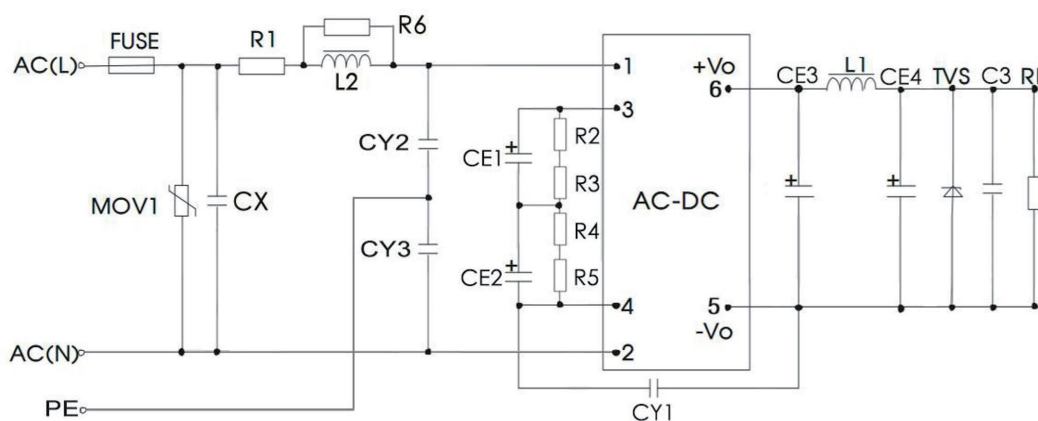 AC(L)
FUSE
R1
R6
L2
MOV1
CX
CY2
CY3
AC(N)
PE
CE1
CE2
R2
R3
R4
R5
1
3
4
2
AC-DC
+Vo
6
5
-Vo
CY1
CE3
L1
CE4
TVS
C3